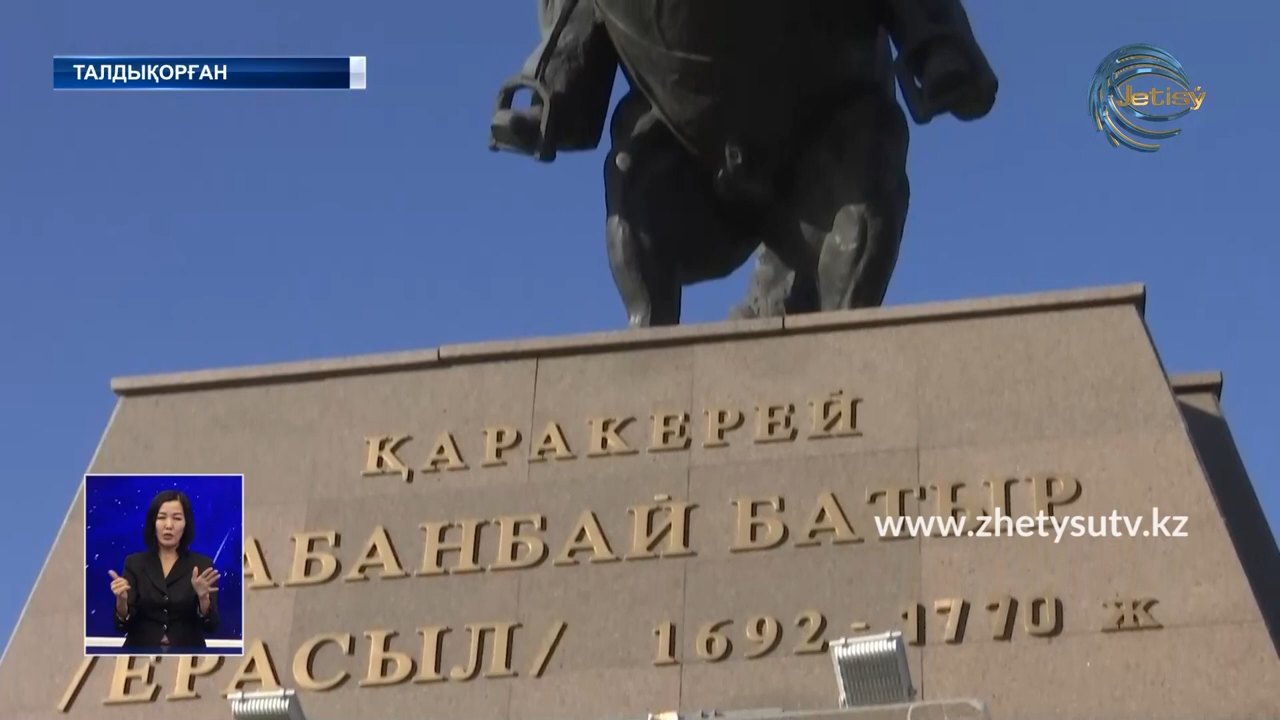 ТАЛДЫҚОРҒАН
Jetisý
ҚАРАКЕРЕЙ
АБАНБАЙ БАТЫР
www.zhetysutv.kz
/ЕРАСЫЛ/ 1692 - 1770 Ж